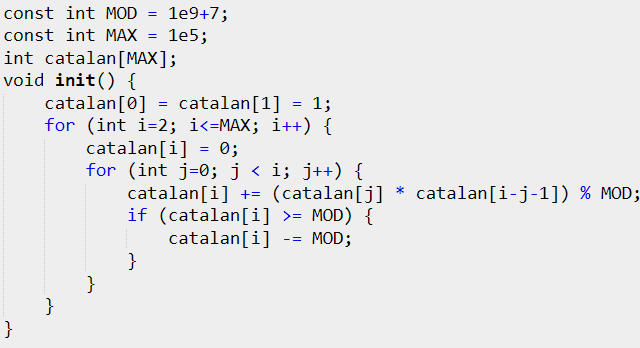 const int MOD = 1e9+7;
const int MAX = 1e5;
int catalan[MAX];
void init() {
    catalan[0] = catalan[1] = 1;
    for (int i=2; i<=MAX; i++) {
        catalan[i] = 0;
        for (int j=0; j < i; j++) {
            catalan[i] += (catalan[j] * catalan[i-j-1]) % MOD;
            if (catalan[i] >= MOD) {
                catalan[i] -= MOD;
            }
        }
    }
}